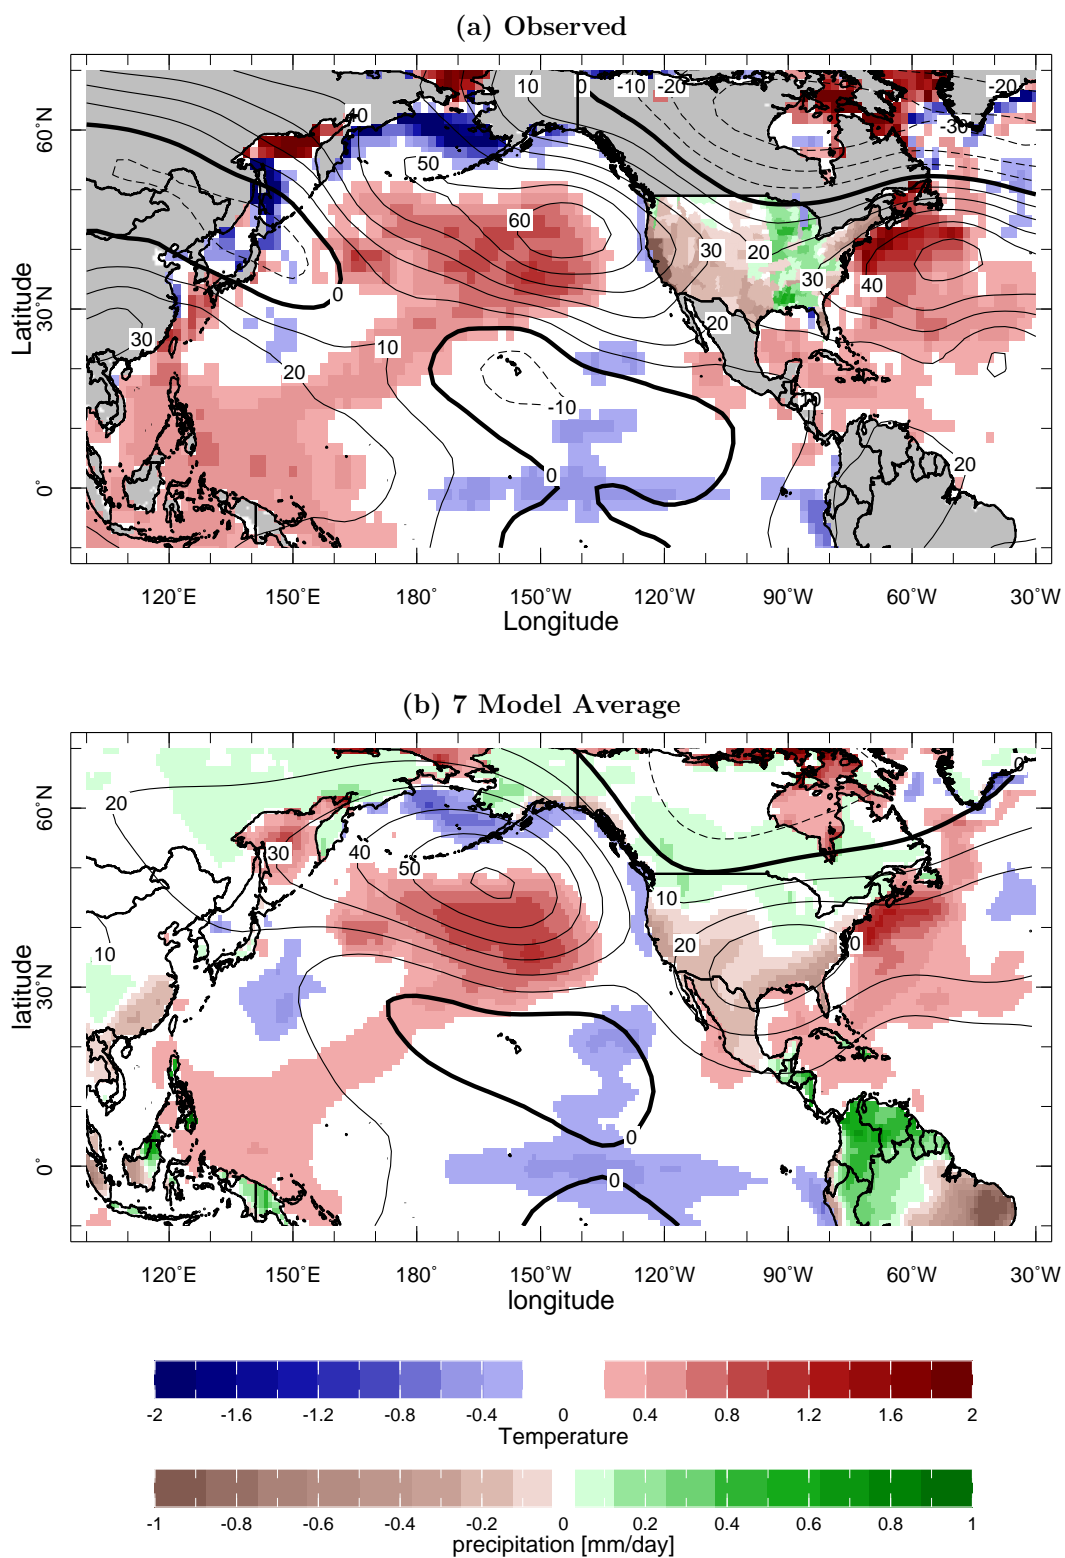 (a) Observed
60°N
30°N
0°
Latitude
10 0 -10 -20 -20
40 -30
50
60
30 20
30
40
0
30
20
10
20
-10
10
0
20
120°E 150°E 180° 150°W 120°W 90°W 60°W 30°W
Longitude
(b) 7 Model Average
60°N
30°N
0°
latitude
0
20
30 40
50
10
20
0
10
0
0
120°E 150°E 180° 150°W 120°W 90°W 60°W 30°W
longitude
-2 -1.6 -1.2 -0.8 -0.4 0 0.4 0.8 1.2 1.6 2
Temperature
-1 -0.8 -0.6 -0.4 -0.2 0 0.2 0.4 0.6 0.8 1
precipitation [mm/day]